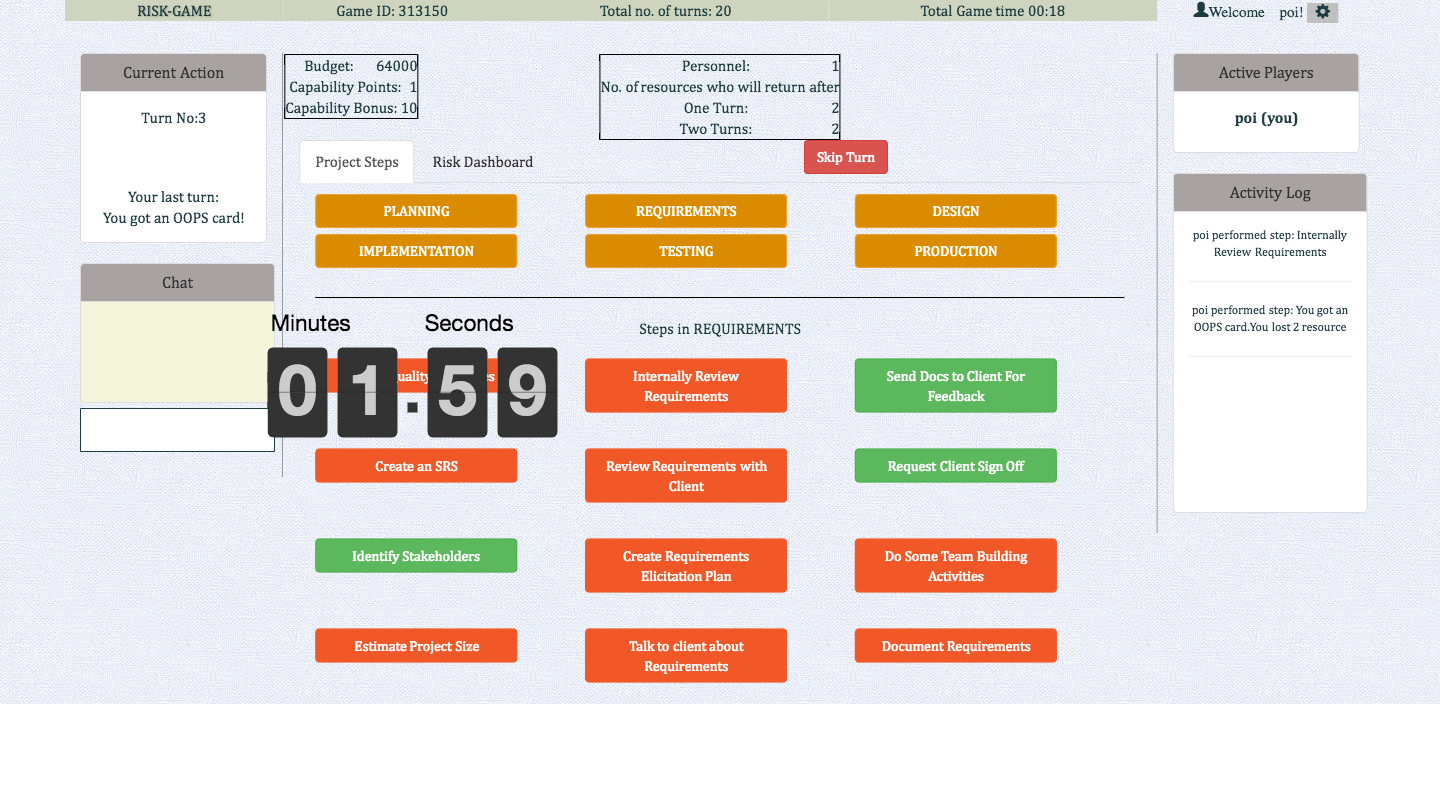 RISK-GAME
Game ID: 313150
Total no. of turns: 20
Total Game time 00:18
Welcome poi!
Current Action
Turn No:3
Your last turn:
You got an OOPS card!
Chat
Budget: 64000
Capability Points: 1
Capability Bonus: 10
Personnel: 1
No. of resources who will return after
One Turn: 2
Two Turns: 2
Skip Turn
Project Steps
Risk Dashboard
PLANNING
REQUIREMENTS
DESIGN
IMPLEMENTATION
TESTING
PRODUCTION
Minutes
Seconds
01.59
Steps in REQUIREMENTS
Internally Review
Requirements
Send Docs to Client For
Feedback
Create an SRS
Review Requirements with
Client
Request Client Sign Off
Identify Stakeholders
Create Requirements
Elicitation Plan
Do Some Team Building
Activities
Estimate Project Size
Talk to client about
Requirements
Document Requirements
Active Players
poi (you)
Activity Log
poi performed step: Internally
Review Requirements
poi performed step: You got an
OOPS card.You lost 2 resource